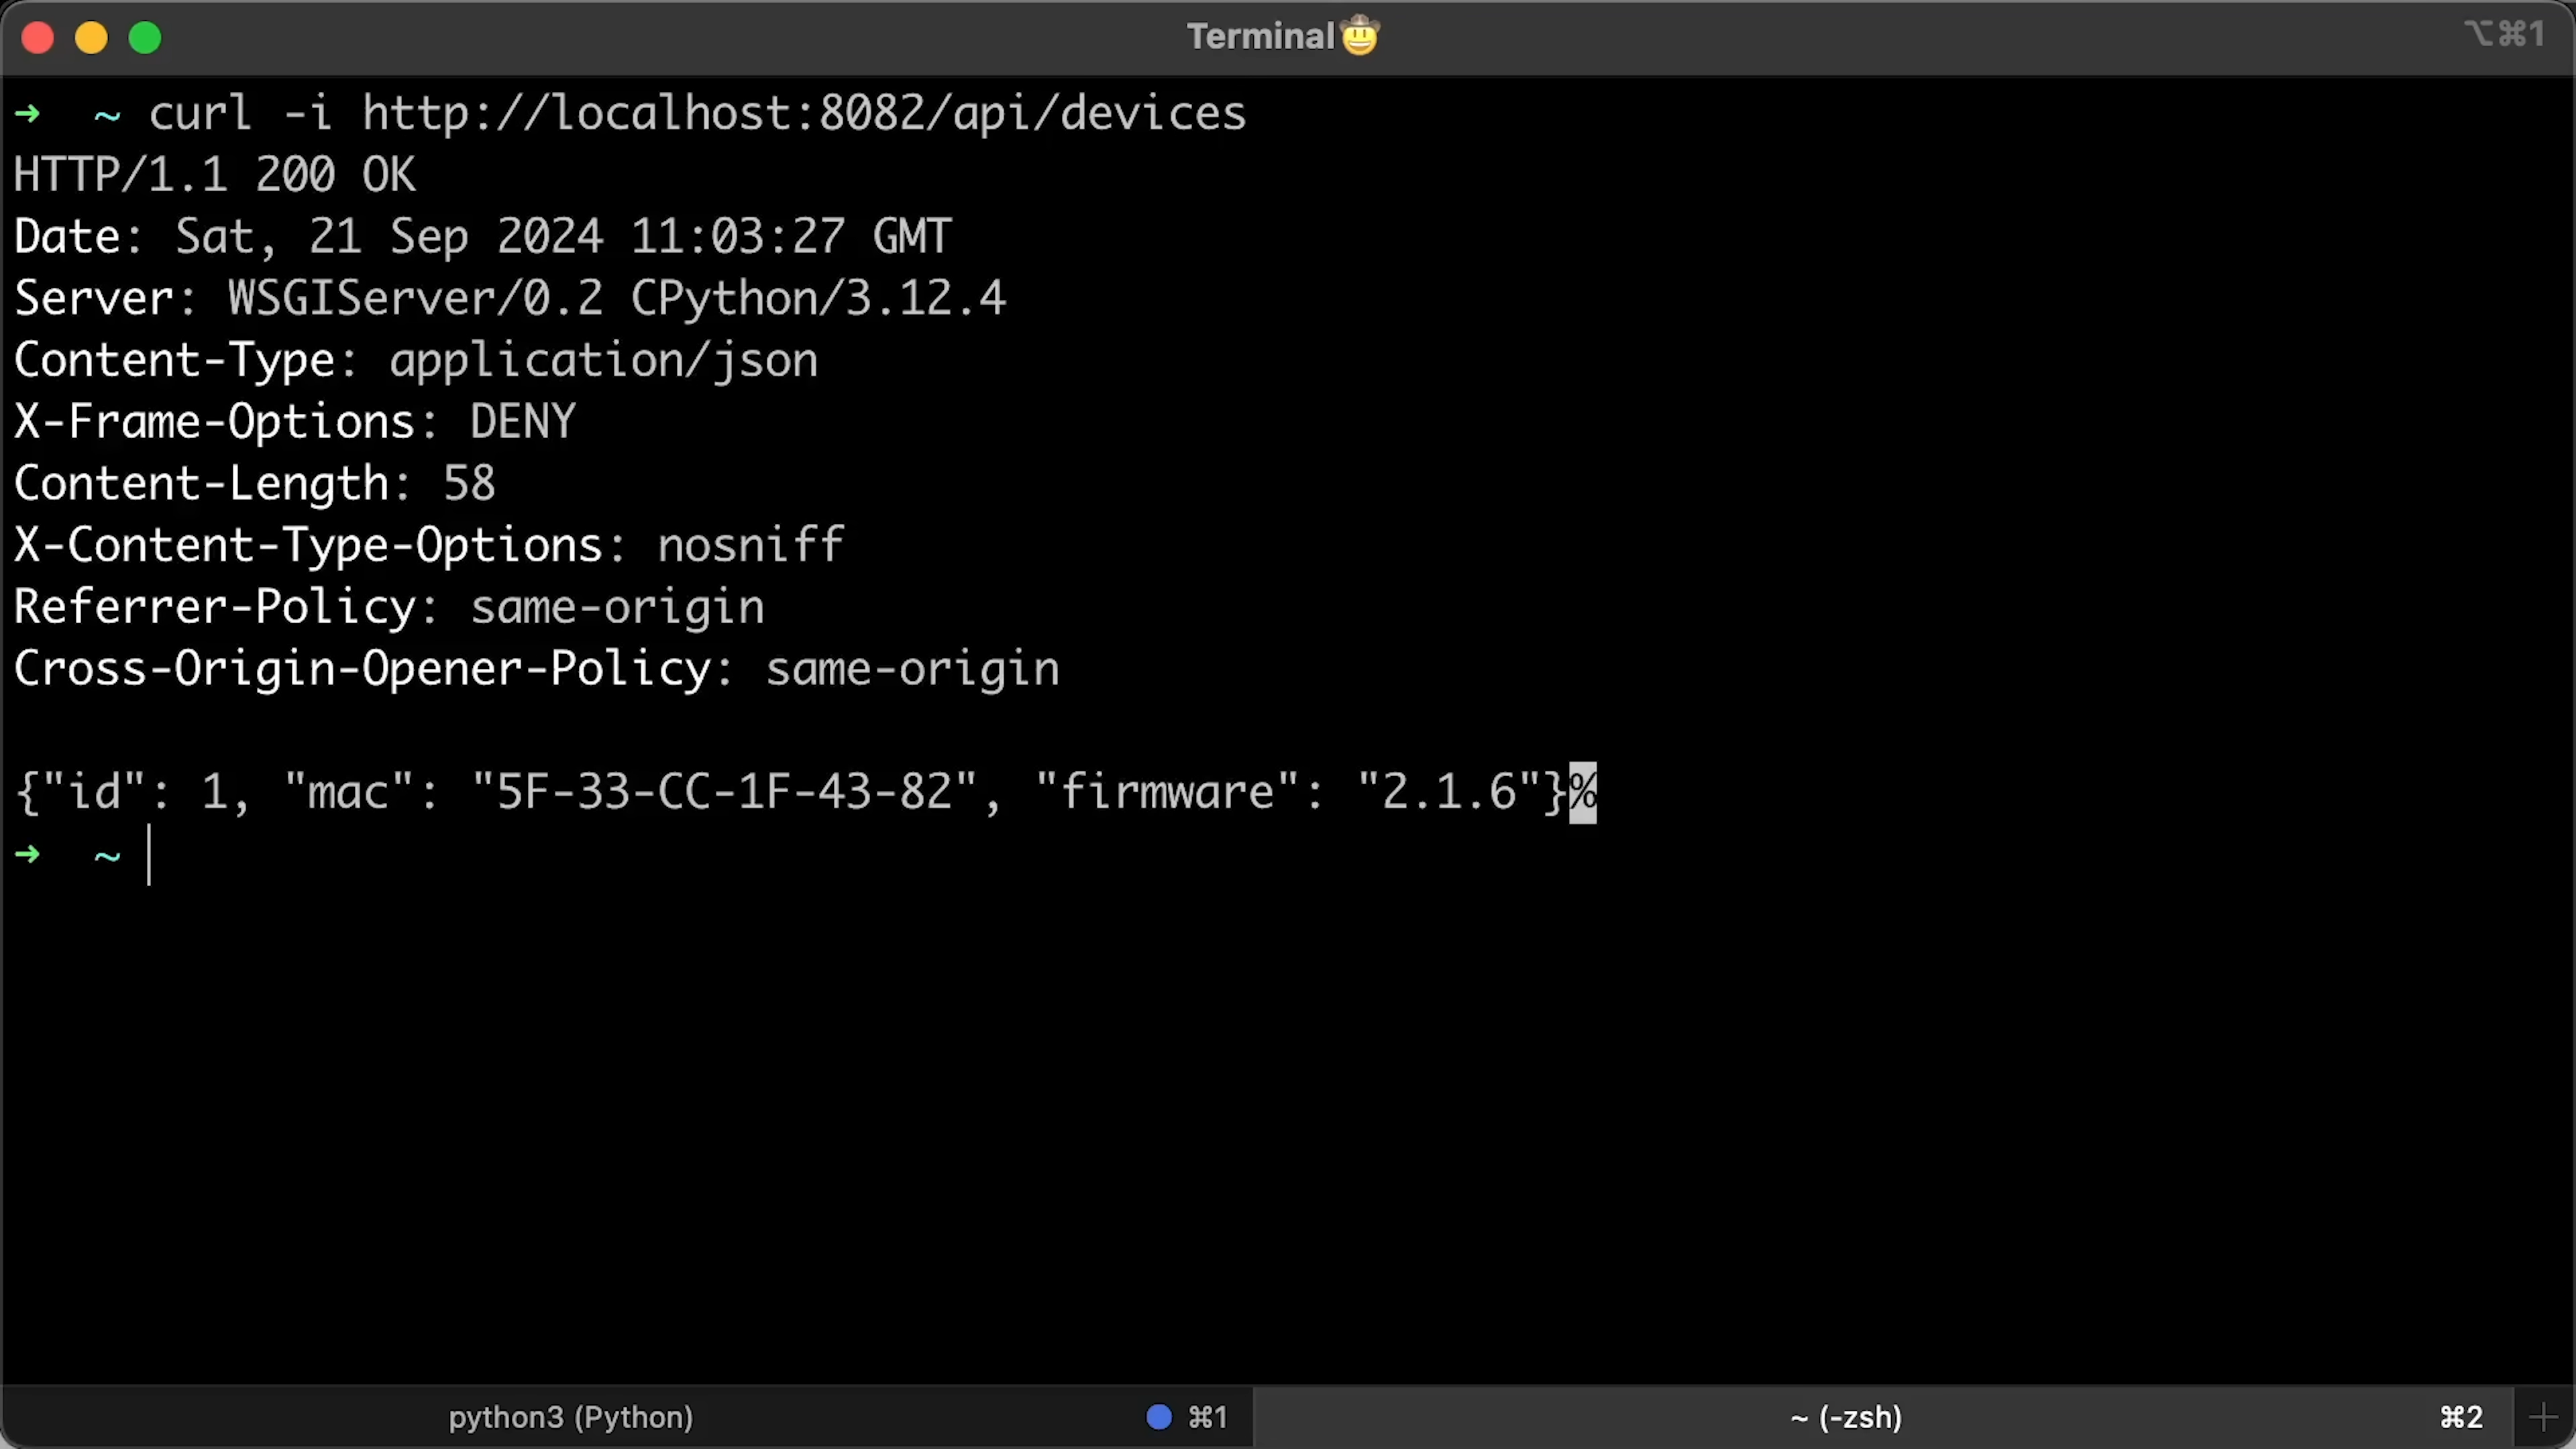 Terminal🤠
⌥⌘1
➜ ~ curl -i http://localhost:8082/api/devices
HTTP/1.1 200 OK
Date: Sat, 21 Sep 2024 11:03:27 GMT
Server: WSGIServer/0.2 CPython/3.12.4
Content-Type: application/json
X-Frame-Options: DENY
Content-Length: 58
X-Content-Type-Options: nosniff
Referrer-Policy: same-origin
Cross-Origin-Opener-Policy: same-origin

{"id": 1, "mac": "5F-33-CC-1F-43-82", "firmware": "2.1.6"}%
➜ ~
python3 (Python) ⌘1
~ (-zsh) ⌘2